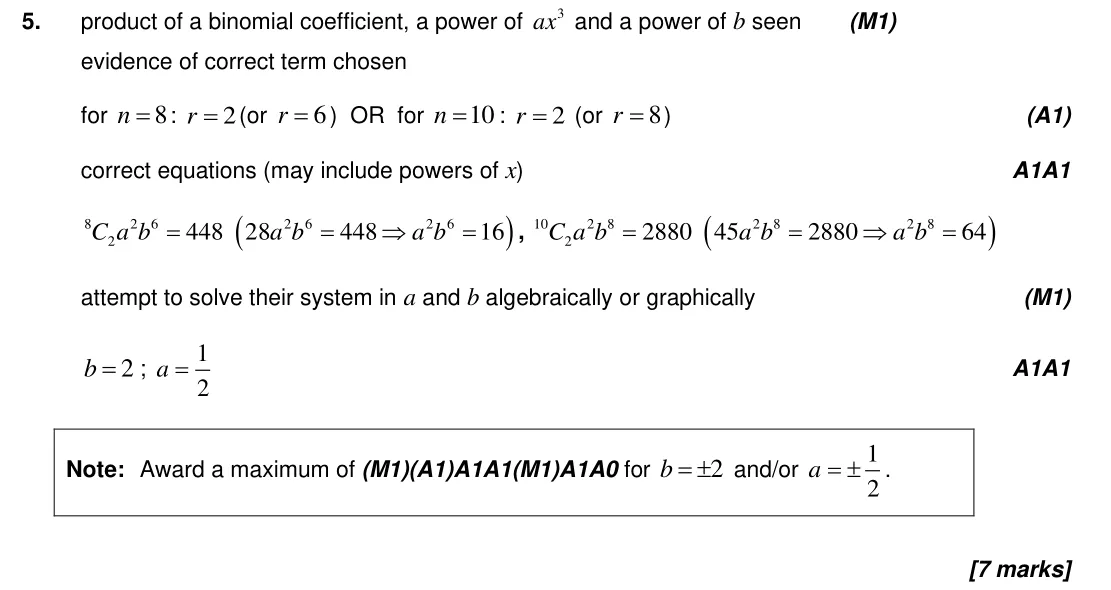 5. product of a binomial coefficient, a power of ax³ and a power of b seen (M1)
evidence of correct term chosen
for n = 8 : r = 2 (or r = 6) OR for n = 10 : r = 2 (or r = 8) (A1)
correct equations (may include powers of x) A1A1
⁸C₂a²b⁶ = 448 (28a²b⁶ = 448 ⇒ a²b⁶ = 16), ¹⁰C₂a²b⁸ = 2880 (45a²b⁸ = 2880 ⇒ a²b⁸ = 64)
attempt to solve their system in a and b algebraically or graphically (M1)
b = 2 ; a = 1/2 A1A1
Note: Award a maximum of (M1)(A1)A1A1(M1)A1A0 for b = ±2 and/or a = ± 1/2 .
[7 marks]